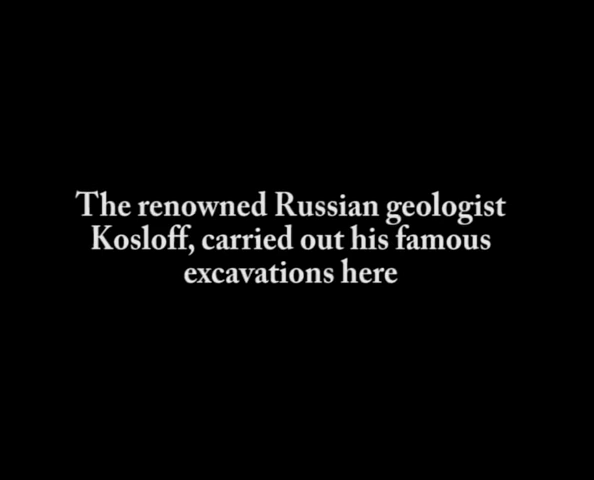 The renowned Russian geologist
Kosloff, carried out his famous
excavations here